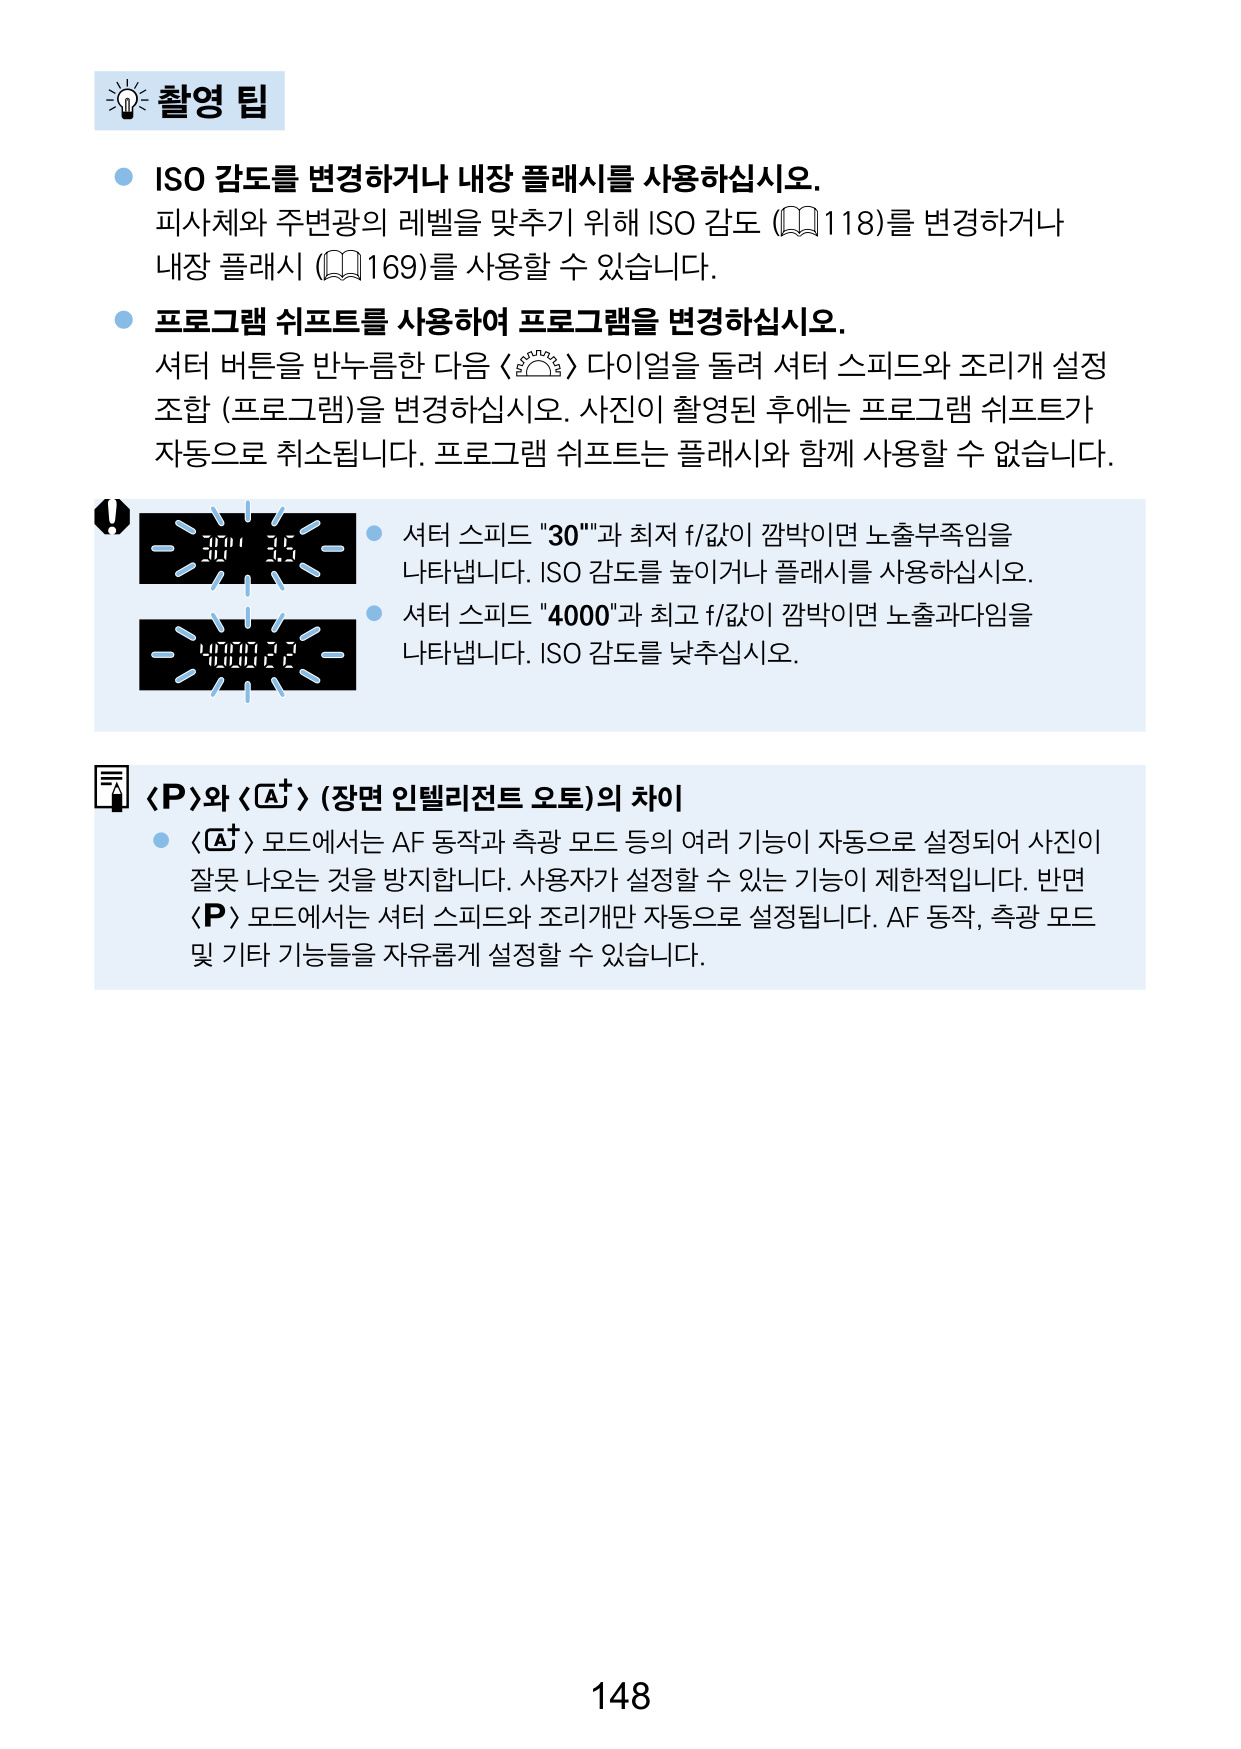 촬영 팁
● ISO 감도를 변경하거나 내장 플래시를 사용하십시오.
피사체와 주변광의 레벨을 맞추기 위해 ISO 감도 (118)를 변경하거나
내장 플래시 (169)를 사용할 수 있습니다.
● 프로그램 쉬프트를 사용하여 프로그램을 변경하십시오.
셔터 버튼을 반누름한 다음 〈〉 다이얼을 돌려 셔터 스피드와 조리개 설정
조합 (프로그램)을 변경하십시오. 사진이 촬영된 후에는 프로그램 쉬프트가
자동으로 취소됩니다. 프로그램 쉬프트는 플래시와 함께 사용할 수 없습니다.
30" 3.5
● 셔터 스피드 "30""과 최저 f/값이 깜박이면 노출부족임을
나타냅니다. ISO 감도를 높이거나 플래시를 사용하십시오.
4000 22
● 셔터 스피드 "4000"과 최고 f/값이 깜박이면 노출과다임을
나타냅니다. ISO 감도를 낮추십시오.
〈P〉와 〈A+〉 (장면 인텔리전트 오토)의 차이
● 〈A+〉 모드에서는 AF 동작과 측광 모드 등의 여러 기능이 자동으로 설정되어 사진이
잘못 나오는 것을 방지합니다. 사용자가 설정할 수 있는 기능이 제한적입니다. 반면
〈P〉 모드에서는 셔터 스피드와 조리개만 자동으로 설정됩니다. AF 동작, 측광 모드
및 기타 기능들을 자유롭게 설정할 수 있습니다.
148